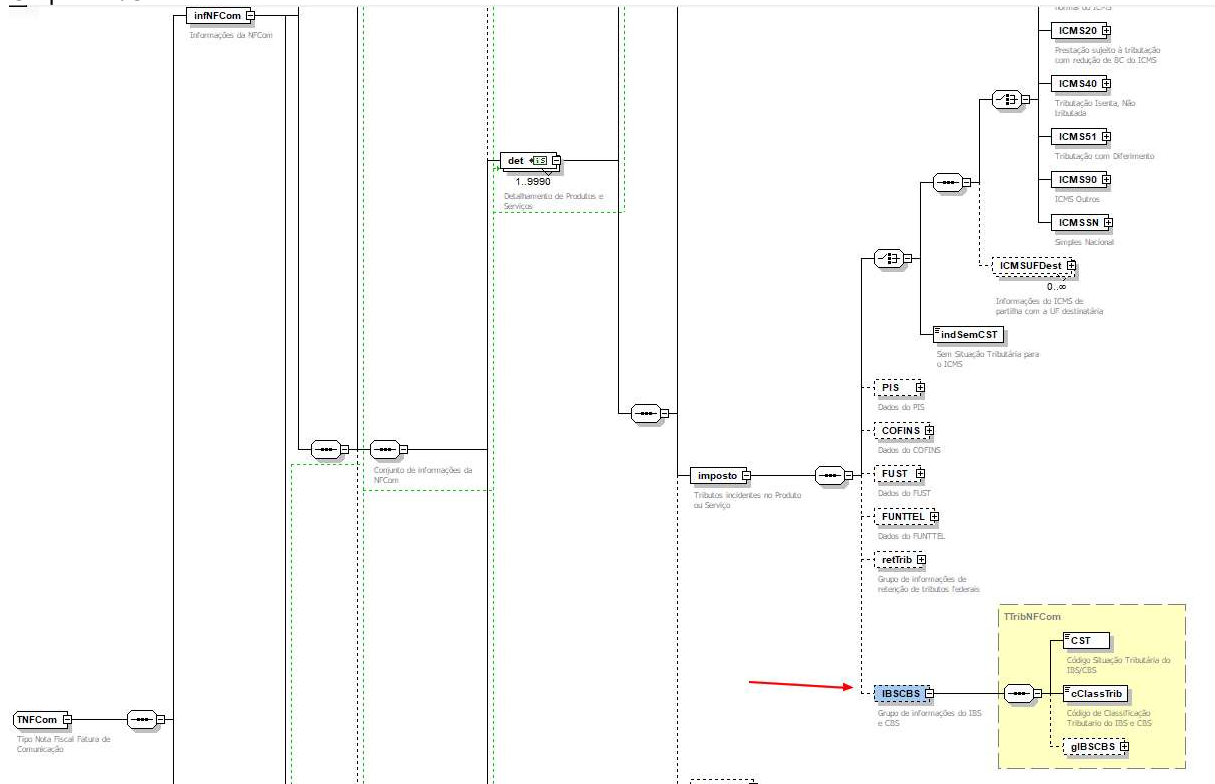 infNFCom
Informações da NFCom
normal do ICMS
ICMS20
Prestação sujeito à tributação
com redução de BC do ICMS
ICMS40
Tributação Isenta, Não
tributada
ICMS51
Tributação com Diferimento
ICMS90
ICMS Outros
ICMSSN
Simples Nacional
det
1..9990
Detalhamento de Produtos e
Serviços
ICMSUFDest
0..∞
Informações do ICMS de
partilha com a UF destinatária
indSemCST
Sem Situação Tributária para
o ICMS
PIS
Dados do PIS
COFINS
Dados do COFINS
Conjunto de informações da
NFCom
imposto
Tributos incidentes no Produto
ou Serviço
FUST
Dados do FUST
FUNTTEL
Dados do FUNTTEL
retTrib
Grupo de informações de
retenção de tributos federais
TTribNFCom
CST
Código Situação Tributária do
IBS/CBS
IBSCBS
Grupo de informações do IBS
e CBS
cClassTrib
Código de Classificação
Tributario do IBS e CBS
gIBSCBS
TNFCom
Tipo Nota Fiscal Fatura de
Comunicação